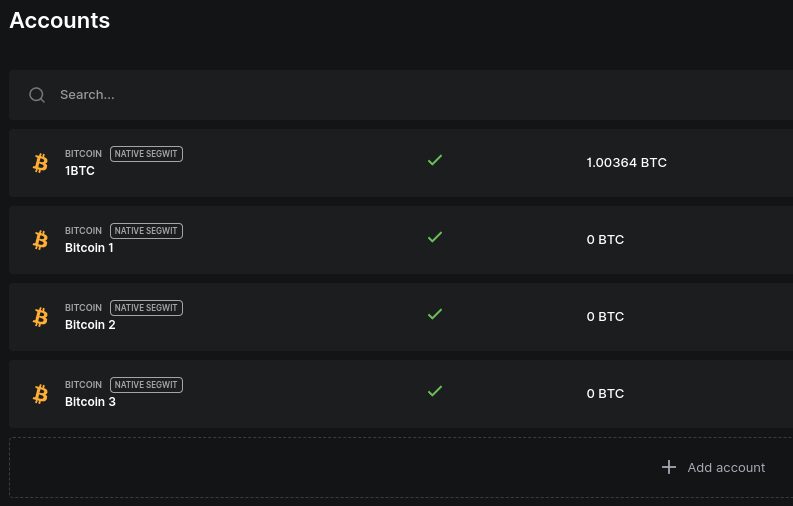 Accounts
Search...
BITCOIN NATIVE SEGWIT
1BTC
1.00364 BTC
BITCOIN NATIVE SEGWIT
Bitcoin 1
0 BTC
BITCOIN NATIVE SEGWIT
Bitcoin 2
0 BTC
BITCOIN NATIVE SEGWIT
Bitcoin 3
0 BTC
Add account